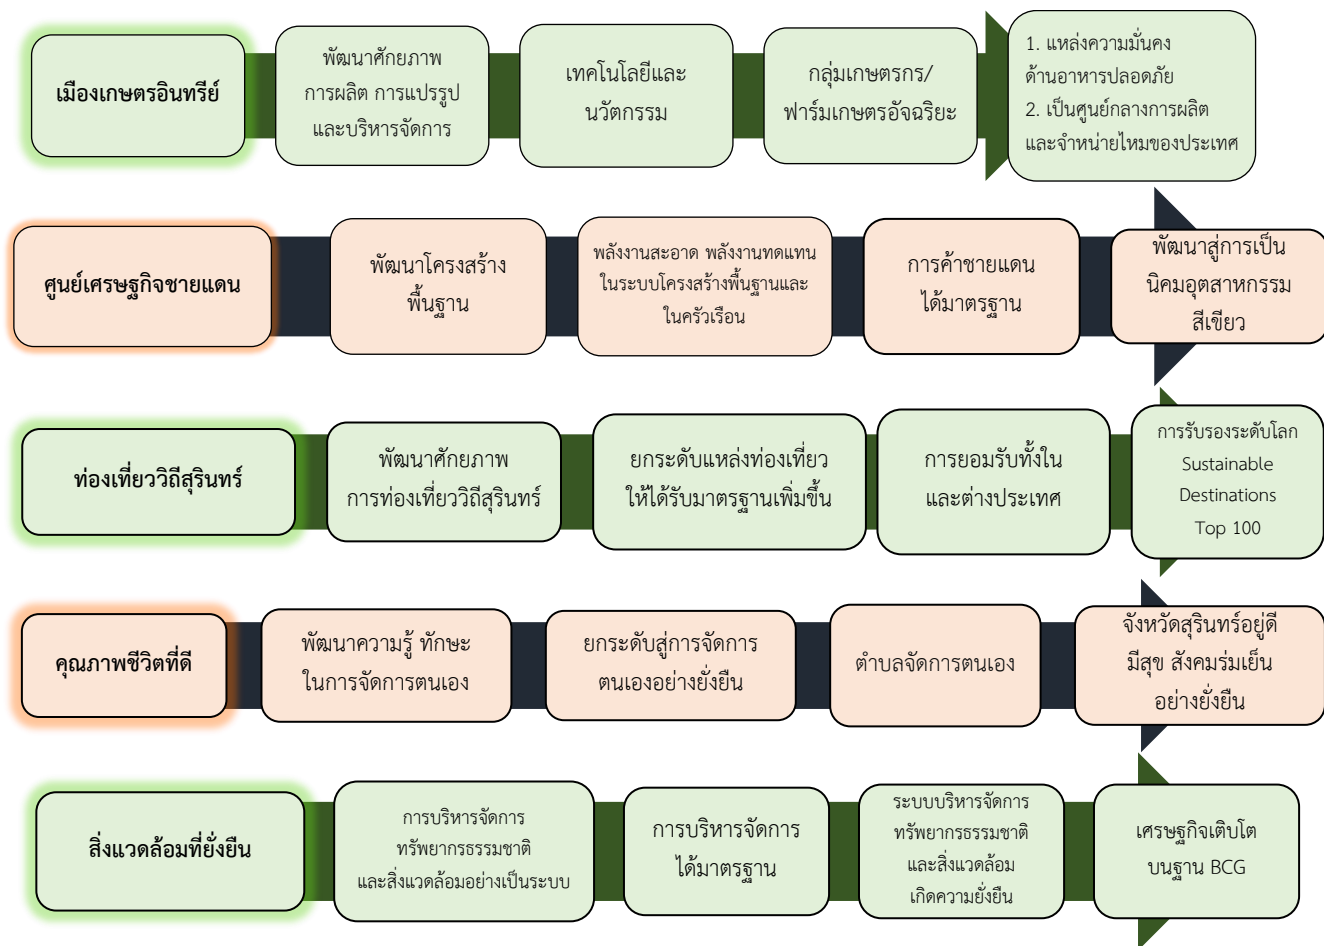 เมืองเกษตรอินทรีย์
พัฒนาศักยภาพ
การผลิต การแปรรูป
และบริหารจัดการ
เทคโนโลยีและ
นวัตกรรม
กลุ่มเกษตรกร/
ฟาร์มเกษตรอัจฉริยะ
1. แหล่งความมั่นคง
ด้านอาหารปลอดภัย
2. เป็นศูนย์กลางการผลิต
และจำหน่ายไหมของประเทศ
ศูนย์เศรษฐกิจชายแดน
พัฒนาโครงสร้าง
พื้นฐาน
พลังงานสะอาด พลังงานทดแทน
ในระบบโครงสร้างพื้นฐานและ
ในครัวเรือน
การค้าชายแดน
ได้มาตรฐาน
พัฒนาสู่การเป็น
นิคมอุตสาหกรรม
สีเขียว
ท่องเที่ยววิถีสุรินทร์
พัฒนาศักยภาพ
การท่องเที่ยววิถีสุรินทร์
ยกระดับแหล่งท่องเที่ยว
ให้ได้รับมาตรฐานเพิ่มขึ้น
การยอมรับทั้งใน
และต่างประเทศ
การรับรองระดับโลก
Sustainable
Destinations
Top 100
คุณภาพชีวิตที่ดี
พัฒนาความรู้ ทักษะ
ในการจัดการตนเอง
ยกระดับสู่การจัดการ
ตนเองอย่างยั่งยืน
ตำบลจัดการตนเอง
จังหวัดสุรินทร์อยู่ดี
มีสุข สังคมร่มเย็น
อย่างยั่งยืน
สิ่งแวดล้อมที่ยั่งยืน
การบริหารจัดการ
ทรัพยากรธรรมชาติ
และสิ่งแวดล้อมอย่างเป็นระบบ
การบริหารจัดการ
ได้มาตรฐาน
ระบบบริหารจัดการ
ทรัพยากรธรรมชาติ
และสิ่งแวดล้อม
เกิดความยั่งยืน
เศรษฐกิจเติบโต
บนฐาน BCG